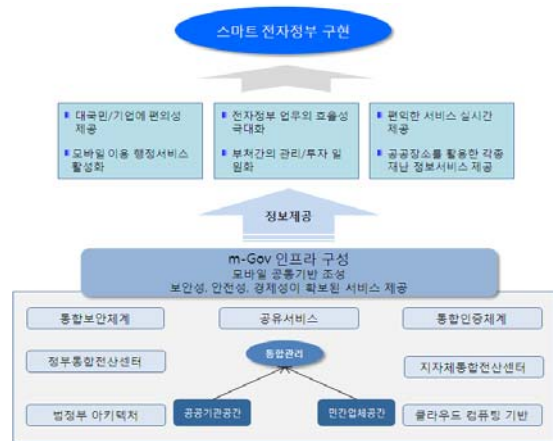 스마트 전자정부 구현
대국민/기업에 편의성
제공
모바일 이용 행정서비스
활성화
전자정부 업무의 효율성
극대화
부처간의 관리/투자 일
원화
편익한 서비스 실시간
제공
공공장소를 활용한 각종
재난 정보서비스 제공
정보제공
m-Gov 인프라 구성
모바일 공통기반 조성
보안성, 안전성, 경제성이 확보된 서비스 제공
통합보안체계
공유서비스
통합인증체계
정부통합전산센터
통합관리
지자체통합전산센터
범정부 아키텍처
공공기관공간
민간업체공간
클라우드 컴퓨팅 기반